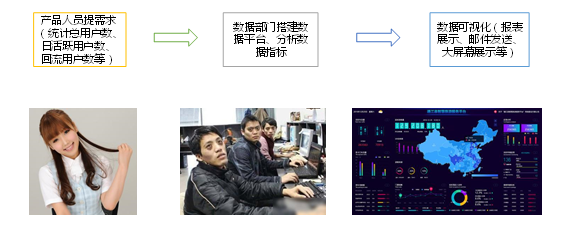 产品人员提需求
（统计总用户数、
日活跃用户数、
回流用户数等）
数据部门搭建数
据平台、分析数
据指标
数据可视化（报表
展示、邮件发送、
大屏幕展示等）